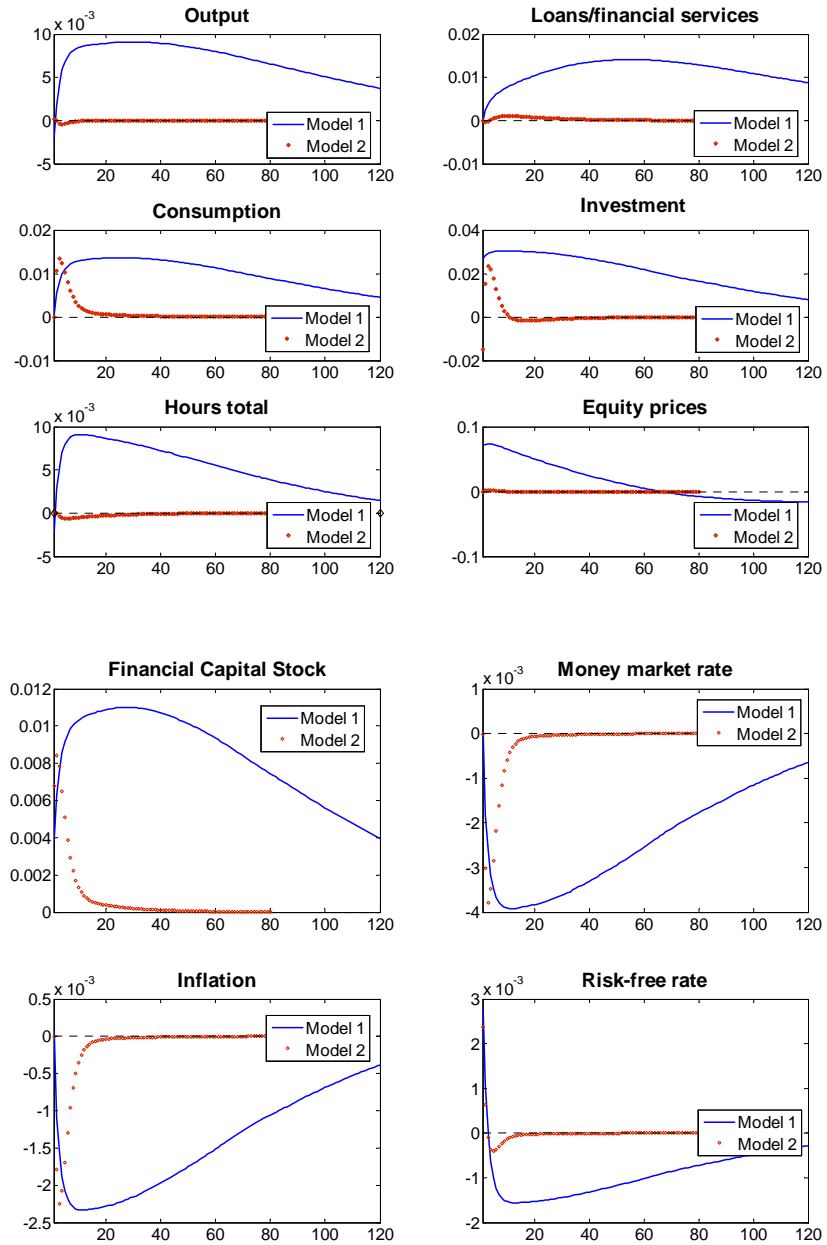 Output
x 10-3
10
5
0
-5
20 40 60 80 100 120
Model 1
Model 2
Loans/financial services
0.02
0.01
0
-0.01
20 40 60 80 100 120
Model 1
Model 2
Consumption
0.02
0.01
0
-0.01
20 40 60 80 100 120
Model 1
Model 2
Investment
0.04
0.02
0
-0.02
20 40 60 80 100 120
Model 1
Model 2
Hours total
x 10-3
10
5
0
-5
20 40 60 80 100 120
Model 1
Model 2
Equity prices
0.1
0
-0.1
20 40 60 80 100 120
Model 1
Model 2
Financial Capital Stock
0.012
0.01
0.008
0.006
0.004
0.002
0
20 40 60 80 100 120
Model 1
Model 2
Money market rate
x 10-3
1
0
-1
-2
-3
-4
20 40 60 80 100 120
Model 1
Model 2
Inflation
x 10-3
0.5
0
-0.5
-1
-1.5
-2
-2.5
20 40 60 80 100 120
Model 1
Model 2
Risk-free rate
x 10-3
3
2
1
0
-1
-2
20 40 60 80 100 120
Model 1
Model 2